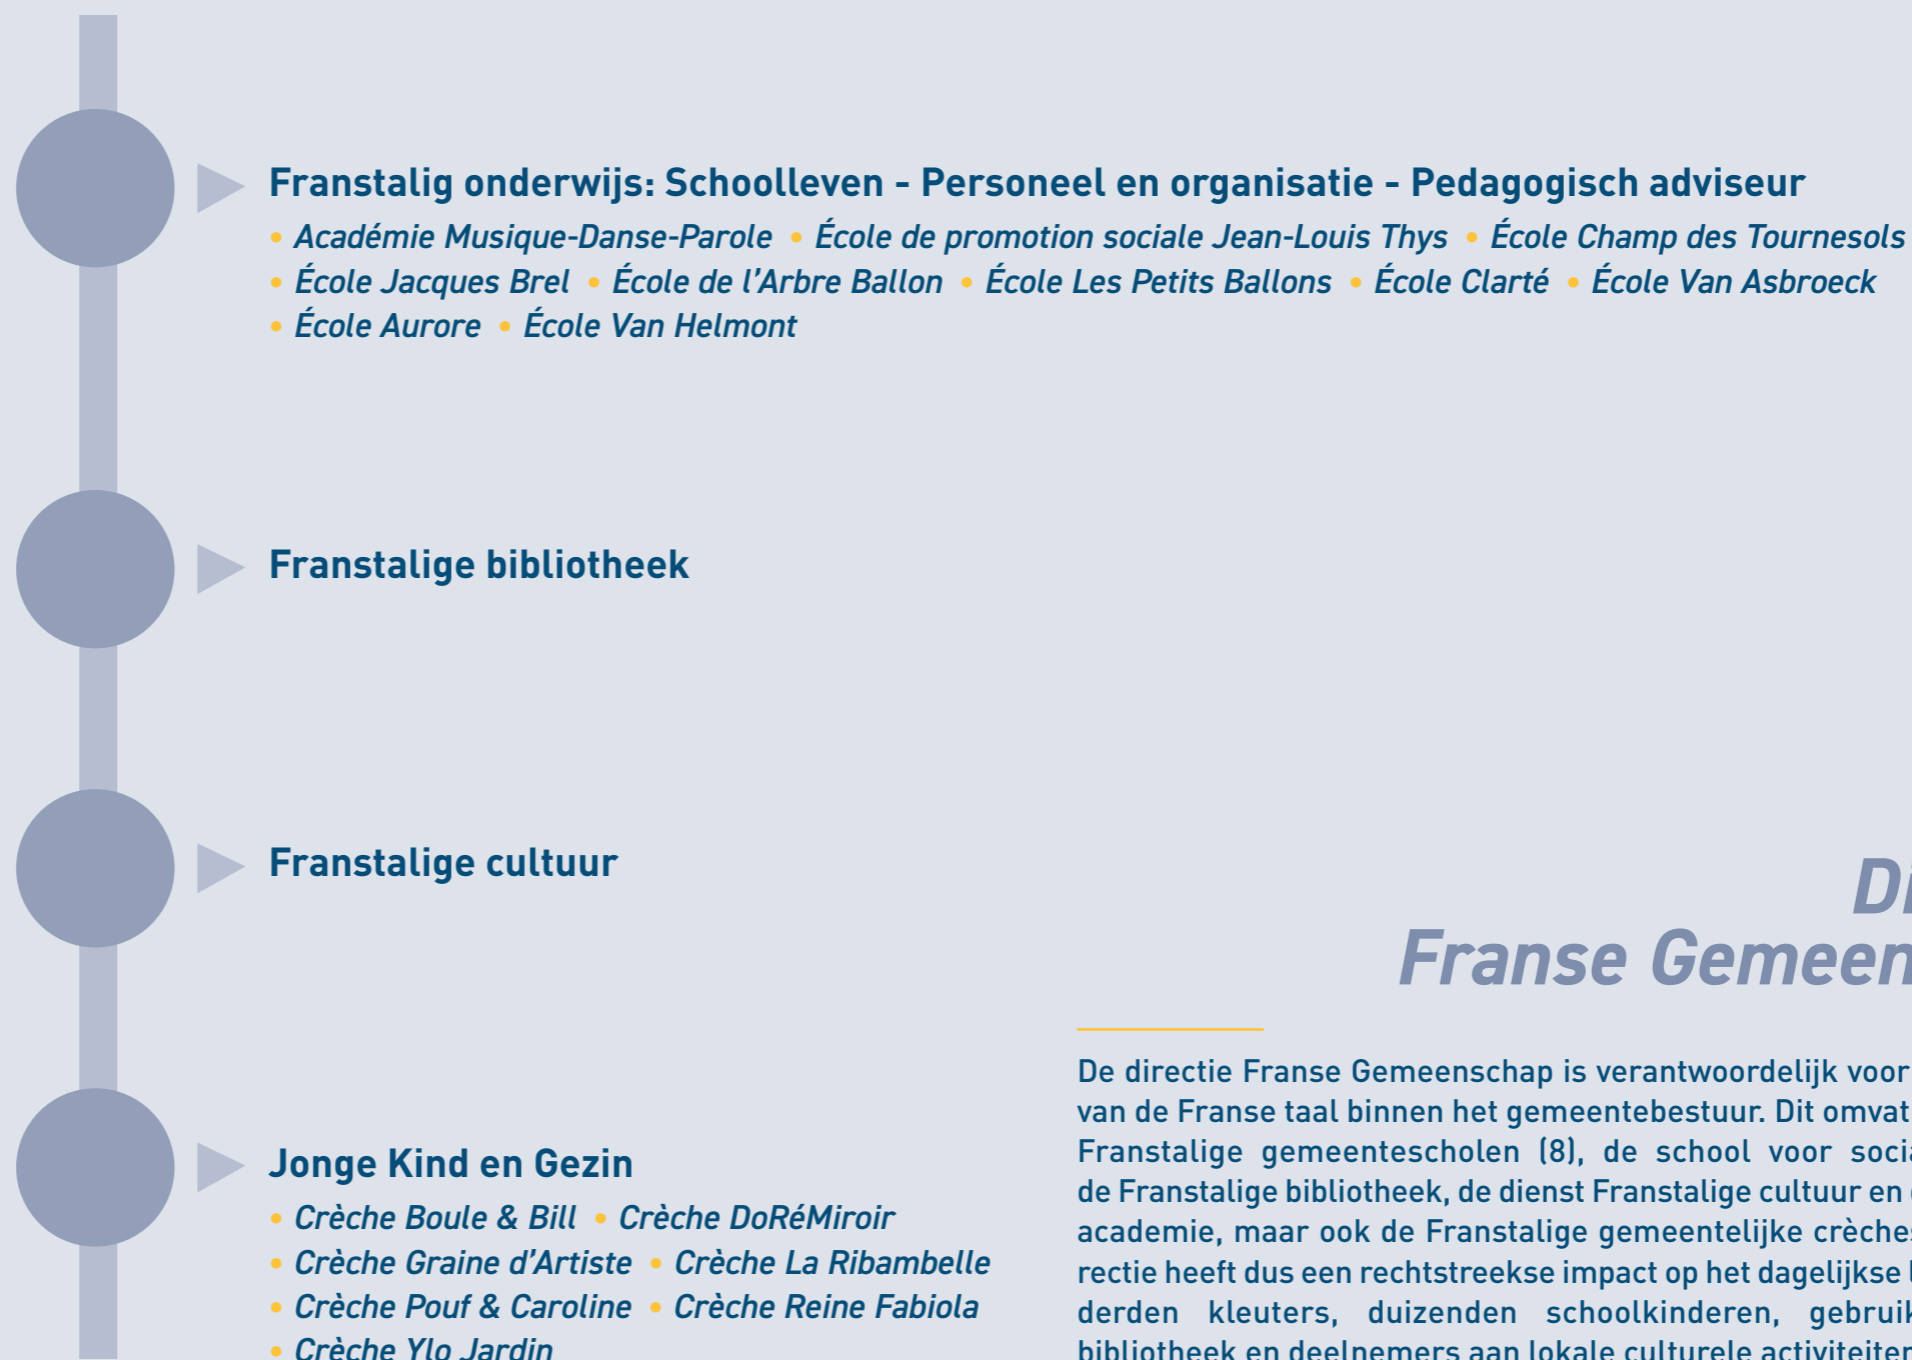 Franstalig onderwijs: Schoolleven - Personeel en organisatie - Pedagogisch adviseur
• Académie Musique-Danse-Parole • École de promotion sociale Jean-Louis Thys • École Champ des Tournesols
• École Jacques Brel • École de l’Arbre Ballon • École Les Petits Ballons • École Clarté • École Van Asbroeck
• École Aurore • École Van Helmont
Franstalige bibliotheek
Franstalige cultuur
Jonge Kind en Gezin
• Crèche Boule & Bill • Crèche DoRéMiroir
• Crèche Graine d’Artiste • Crèche La Ribambelle
• Crèche Pouf & Caroline • Crèche Reine Fabiola
• Crèche Ylo Jardin
Di
Franse Gemeen
De directie Franse Gemeenschap is verantwoordelijk voor
van de Franse taal binnen het gemeentebestuur. Dit omvat
Franstalige gemeentescholen (8), de school voor socia
de Franstalige bibliotheek, de dienst Franstalige cultuur en
academie, maar ook de Franstalige gemeentelijke crèches
rectie heeft dus een rechtstreekse impact op het dagelijkse
derden kleuters, duizenden schoolkinderen, gebruik
bibliotheek en deelnemers aan lokale culturele activiteiten